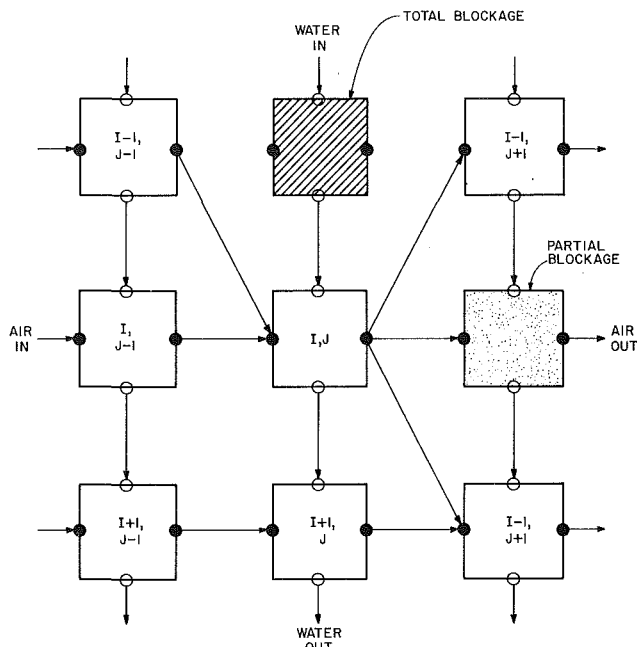 TOTAL BLOCKAGE
WATER
IN
I-1,
J-1
I-1,
J+1
PARTIAL
BLOCKAGE
AIR
IN
I,
J-1
I,J
AIR
OUT
I+1,
J-1
I+1,
J
I-1,
J+1
WATER
OUT